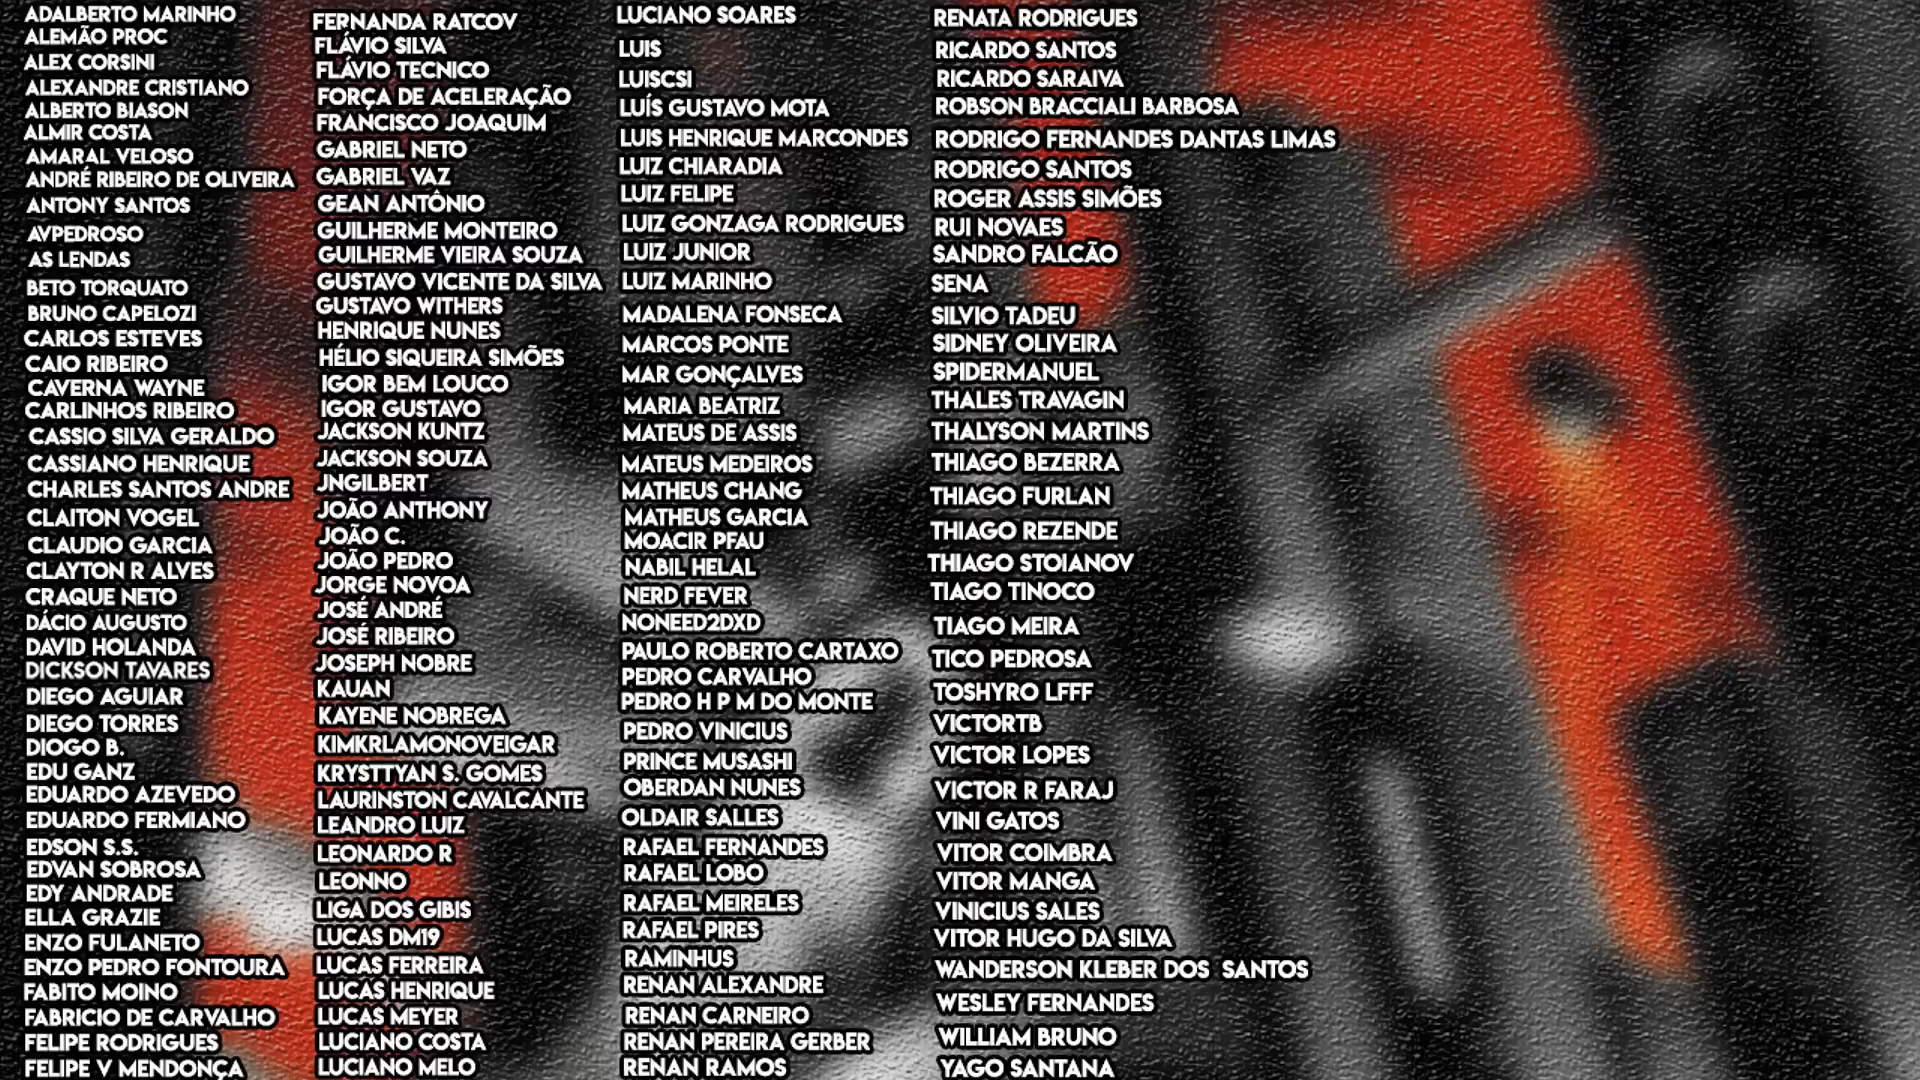 ADALBERTO MARINHO
ALEMÃO PROC
ALEX CORSINI
ALEXANDRE CRISTIANO
ALBERTO BIASON
ALMIR COSTA
AMARAL VELOSO
ANDRÉ RIBEIRO DE OLIVEIRA
ANTONY SANTOS
AVPEDROSO
AS LENDAS
BETO TORQUATO
BRUNO CAPELOZI
CARLOS ESTEVES
CAIO RIBEIRO
CAVERNA WAYNE
CARLINHOS RIBEIRO
CASSIO SILVA GERALDO
CASSIANO HENRIQUE
CHARLES SANTOS ANDRE
CLAITON VOGEL
CLAUDIO GARCIA
CLAYTON R ALVES
CRAQUE NETO
DÁCIO AUGUSTO
DAVID HOLANDA
DICKSON TAVARES
DIEGO AGUIAR
DIEGO TORRES
DIOGO B.
EDU GANZ
EDUARDO AZEVEDO
EDUARDO FERMIANO
EDSON S.S.
EDVAN SOBROSA
EDY ANDRADE
ELLA GRAZIE
ENZO FULANETO
ENZO PEDRO FONTOURA
FABITO MOINO
FABRICIO DE CARVALHO
FELIPE RODRIGUES
FELIPE V MENDONÇA
FERNANDA RATCOV
FLÁVIO SILVA
FLÁVIO TECNICO
FORÇA DE ACELERAÇÃO
FRANCISCO JOAQUIM
GABRIEL NETO
GABRIEL VAZ
GEAN ANTÔNIO
GUILHERME MONTEIRO
GUILHERME VIEIRA SOUZA
GUSTAVO VICENTE DA SILVA
GUSTAVO WITHERS
HENRIQUE NUNES
HÉLIO SIQUEIRA SIMÕES
IGOR BEM LOUCO
IGOR GUSTAVO
JACKSON KUNTZ
JACKSON SOUZA
JNGILBERT
JOÃO ANTHONY
JOÃO C.
JOÃO PEDRO
JORGE NOVOA
JOSÉ ANDRÉ
JOSÉ RIBEIRO
JOSEPH NOBRE
KAUAN
KAYENE NOBREGA
KIMKRLAMONOVEIGAR
KRYSTTYAN S. GOMES
LAURINSTON CAVALCANTE
LEANDRO LUIZ
LEONARDO R
LEONNO
LIGA DOS GIBIS
LUCAS DM19
LUCAS FERREIRA
LUCAS HENRIQUE
LUCAS MEYER
LUCIANO COSTA
LUCIANO MELO
LUCIANO SOARES
LUIS
LUISCSI
LUÍS GUSTAVO MOTA
LUIS HENRIQUE MARCONDES
LUIZ CHIARADIA
LUIZ FELIPE
LUIZ GONZAGA RODRIGUES
LUIZ JUNIOR
LUIZ MARINHO
MADALENA FONSECA
MARCOS PONTE
MAR GONÇALVES
MARIA BEATRIZ
MATEUS DE ASSIS
MATEUS MEDEIROS
MATHEUS CHANG
MATHEUS GARCIA
MOACIR PFAU
NABIL HELAL
NERD FEVER
NONEED2DXD
PAULO ROBERTO CARTAXO
PEDRO CARVALHO
PEDRO H P M DO MONTE
PEDRO VINICIUS
PRINCE MUSASHI
OBERDAN NUNES
OLDAIR SALLES
RAFAEL FERNANDES
RAFAEL LOBO
RAFAEL MEIRELES
RAFAEL PIRES
RAMINHUS
RENAN ALEXANDRE
RENAN CARNEIRO
RENAN PEREIRA GERBER
RENAN RAMOS
RENATA RODRIGUES
RICARDO SANTOS
RICARDO SARAIVA
ROBSON BRACCIALI BARBOSA
RODRIGO FERNANDES DANTAS LIMAS
RODRIGO SANTOS
ROGER ASSIS SIMÕES
RUI NOVAES
SANDRO FALCÃO
SENA
SILVIO TADEU
SIDNEY OLIVEIRA
SPIDERMANUEL
THALES TRAVAGIN
THALYSON MARTINS
THIAGO BEZERRA
THIAGO FURLAN
THIAGO REZENDE
THIAGO STOIANOV
TIAGO TINOCO
TIAGO MEIRA
TICO PEDROSA
TOSHYRO LFFF
VICTORTB
VICTOR LOPES
VICTOR R FARAJ
VINI GATOS
VITOR COIMBRA
VITOR MANGA
VINICIUS SALES
VITOR HUGO DA SILVA
WANDERSON KLEBER DOS SANTOS
WESLEY FERNANDES
WILLIAM BRUNO
YAGO SANTANA